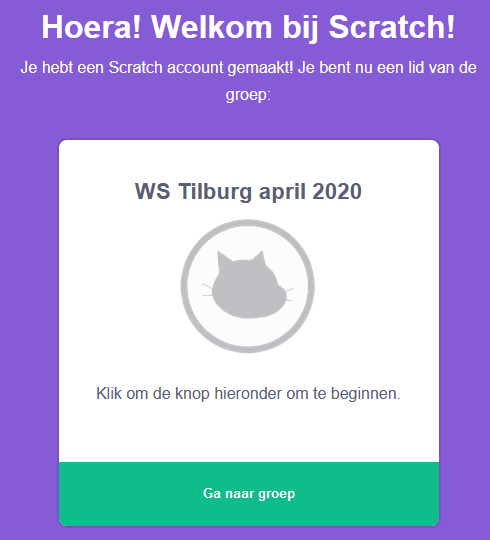 Hoera! Welkom bij Scratch!
Je hebt een Scratch account gemaakt! Je bent nu een lid van de
groep:
WS Tilburg april 2020
Klik om de knop hieronder om te beginnen.
Ga naar groep